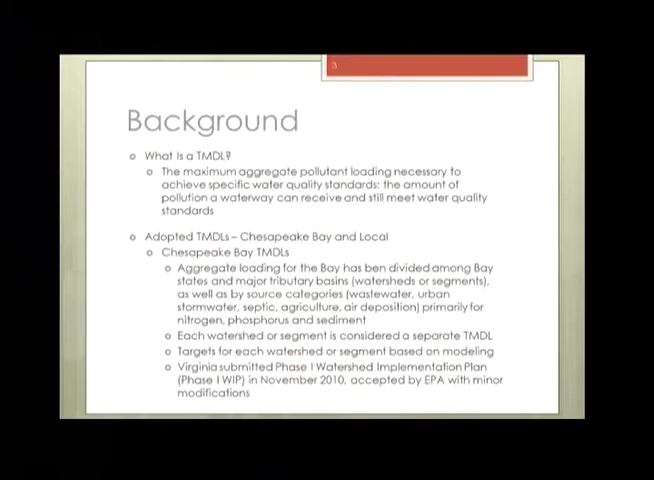 3
Background
What Is a TMDL?
The maximum aggregate pollutant loading necessary to
achieve specific water quality standards: the amount of
pollution a waterway can receive and still meet water quality
standards
Adopted TMDLs – Chesapeake Bay and Local
Chesapeake Bay TMDLs
Aggregate loading for the Bay has ben divided among Bay
states and major tributary basins (watersheds or segments),
as well as by source categories (wastewater, urban
stormwater, septic, agriculture, air deposition) primarily for
nitrogen, phosphorus and sediment
Each watershed or segment is considered a separate TMDL
Targets for each watershed or segment based on modeling
Virginia submitted Phase I Watershed Implementation Plan
(Phase I WIP) in November 2010, accepted by EPA with minor
modifications